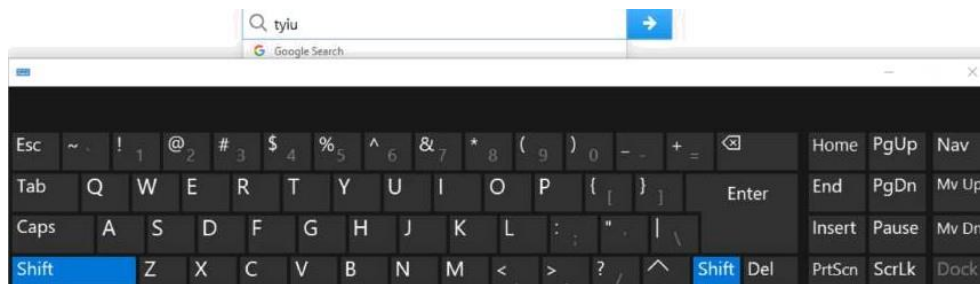 tyiu
Google Search
Esc ~ ` ! 1 @ 2 # 3 $ 4 % 5 ^ 6 & 7 * 8 ( 9 ) 0 _ - + = Home PgUp Nav
Tab Q W E R T Y U I O P { [ } ] Enter End PgDn Mv Up
Caps A S D F G H J K L : ; " ' | \ Insert Pause Mv Dn
Shift Z X C V B N M < , > . ? / Shift Del PrtScn ScrLk Dock